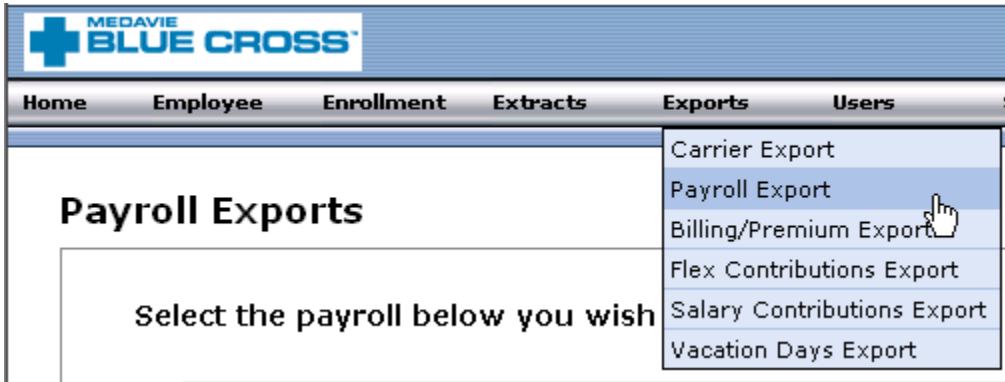 MEDAVIE
BLUE CROSS
Home Employee Enrollment Extracts Exports Users
Carrier Export
Payroll Export
Billing/Premium Export
Flex Contributions Export
Salary Contributions Export
Vacation Days Export
Payroll Exports
Select the payroll below you wish